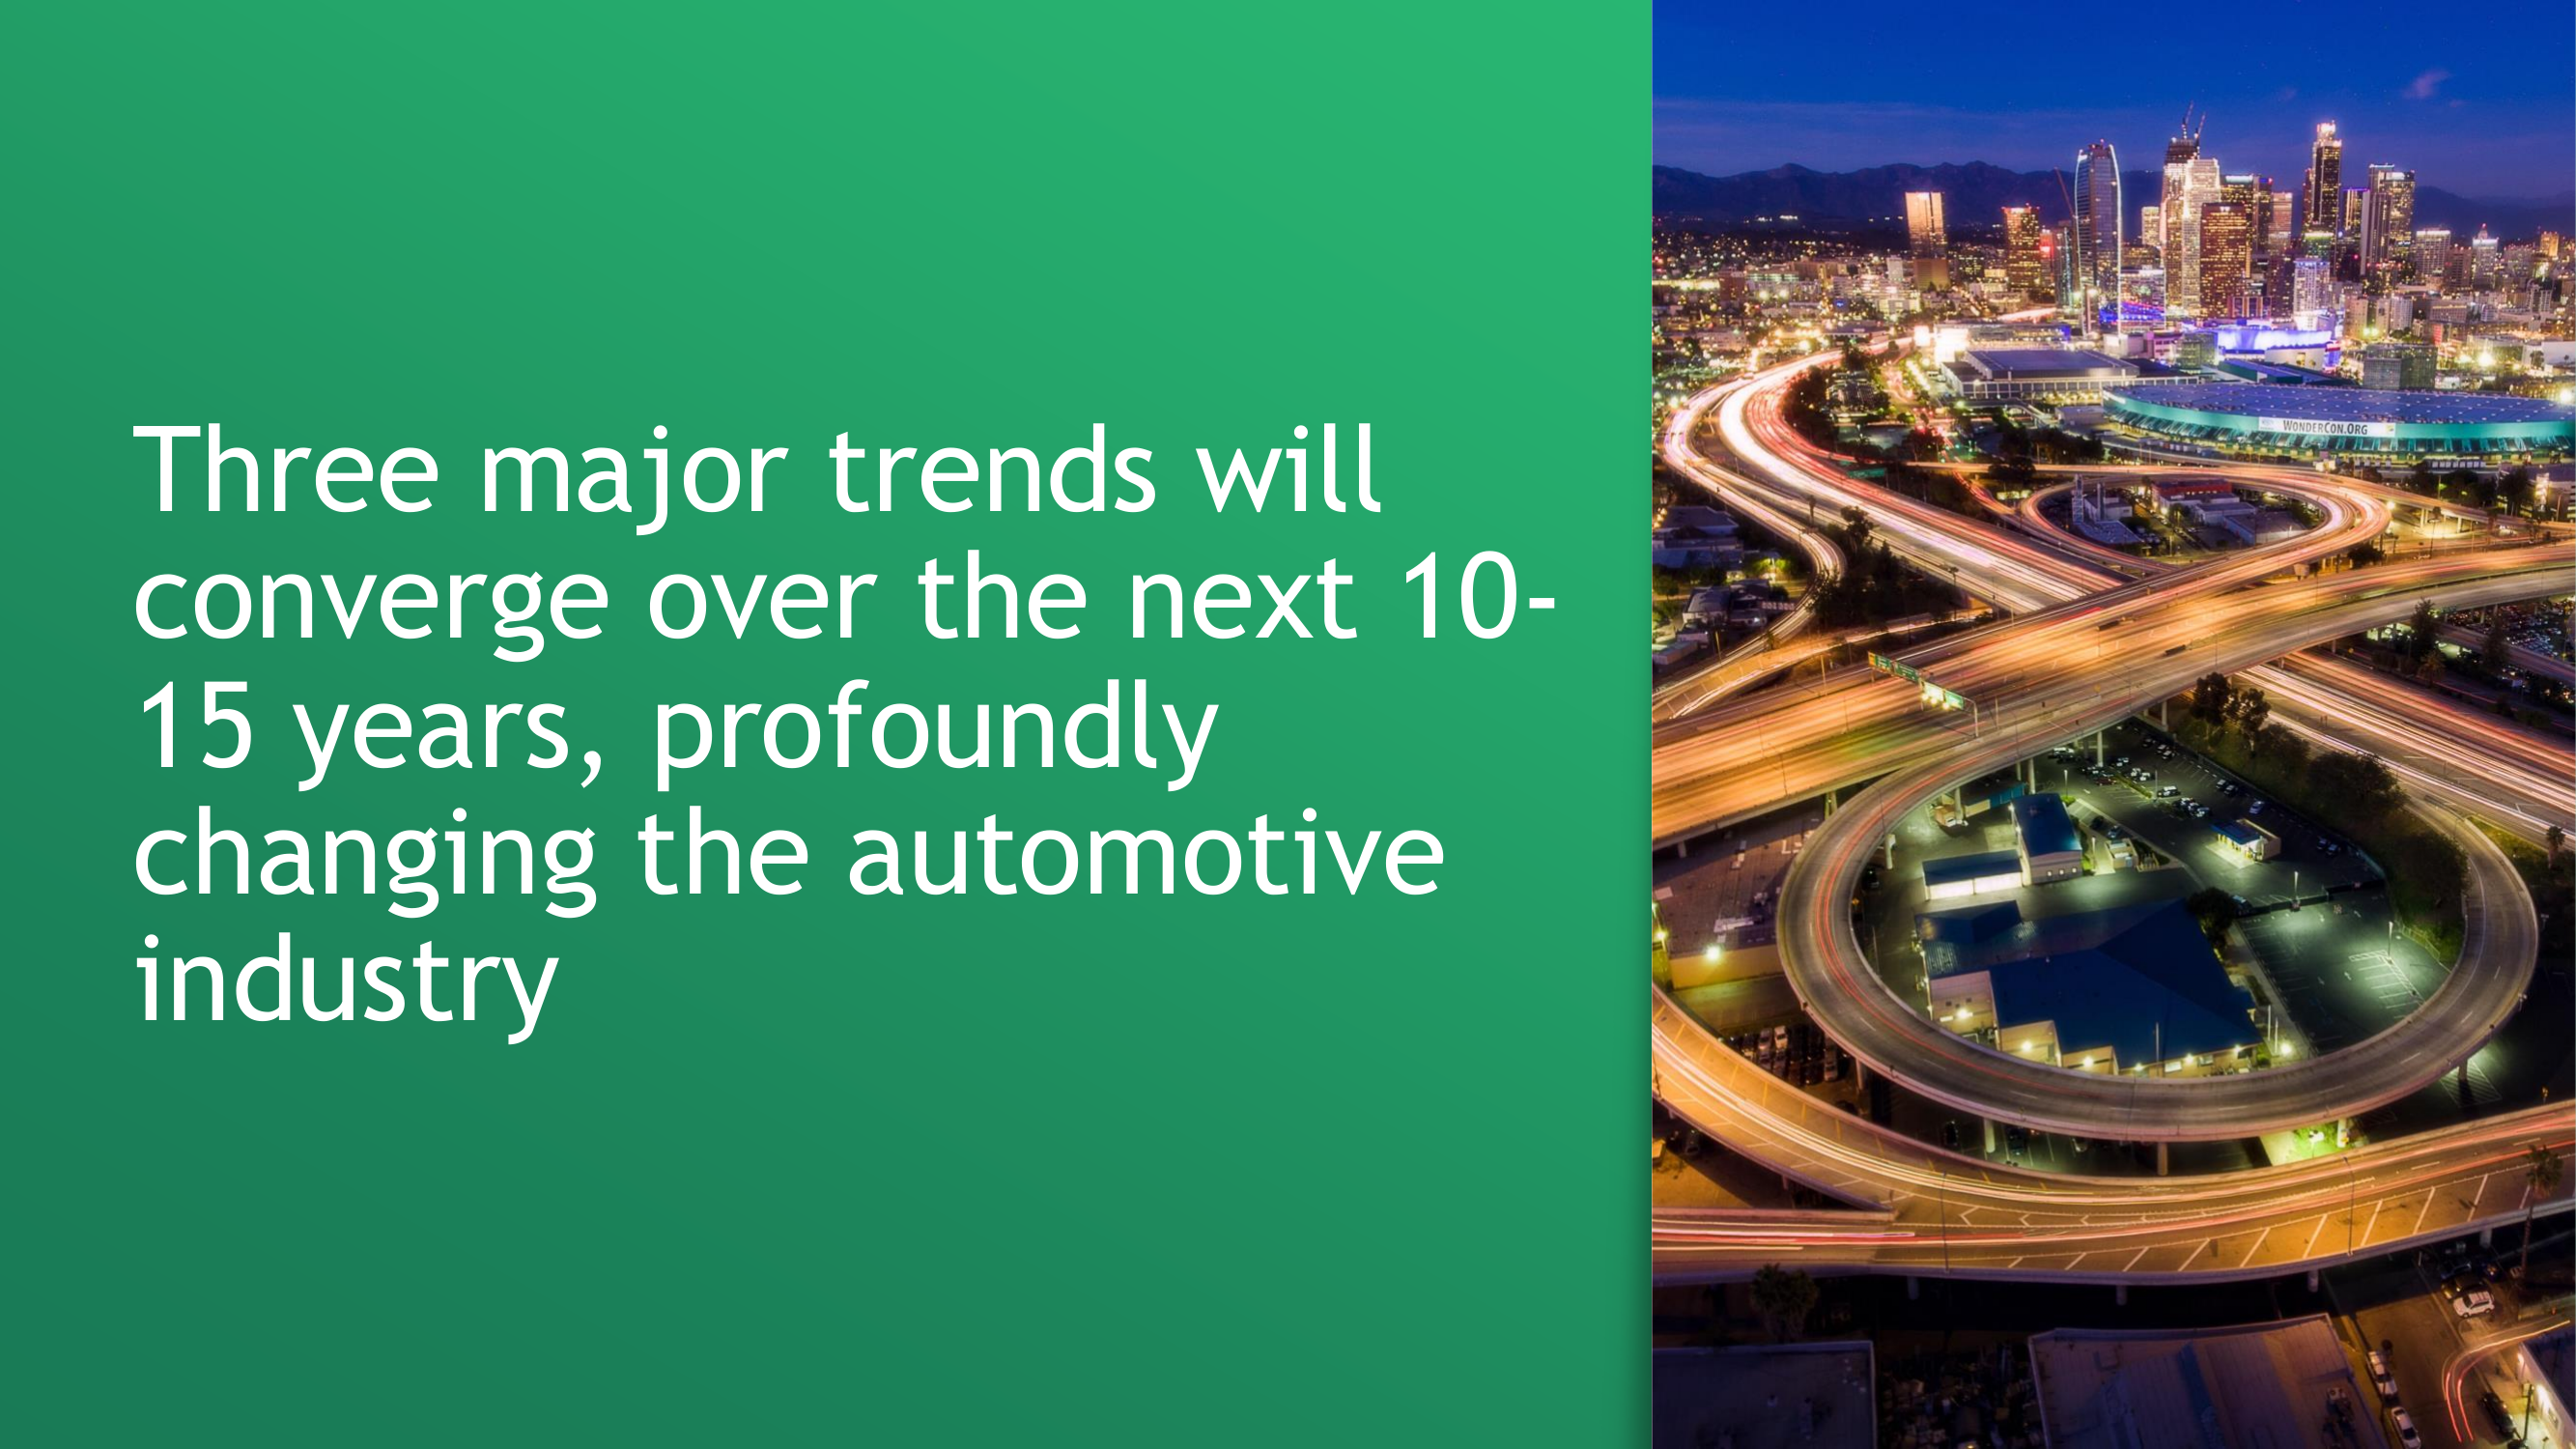 Three major trends will
converge over the next 10-
15 years, profoundly
changing the automotive
industry
WONDERCON.ORG